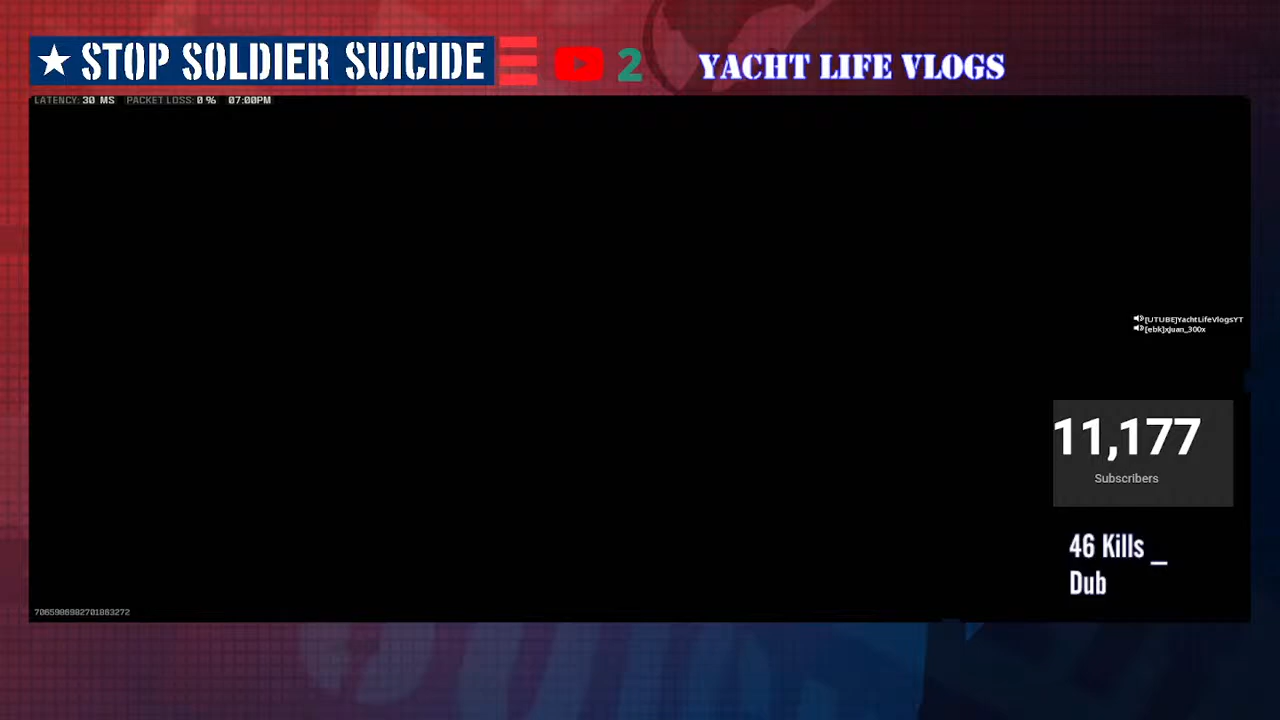 ★ STOP SOLDIER SUICIDE
2
YACHT LIFE VLOGS
LATENCY: 30 MS PACKET LOSS: 0 % 07:00PM
[UTUBE]YachtLifeVlogsYT
[ebk]xJuan_300x
11,177
Subscribers
46 Kills _
Dub
7065986982701863272